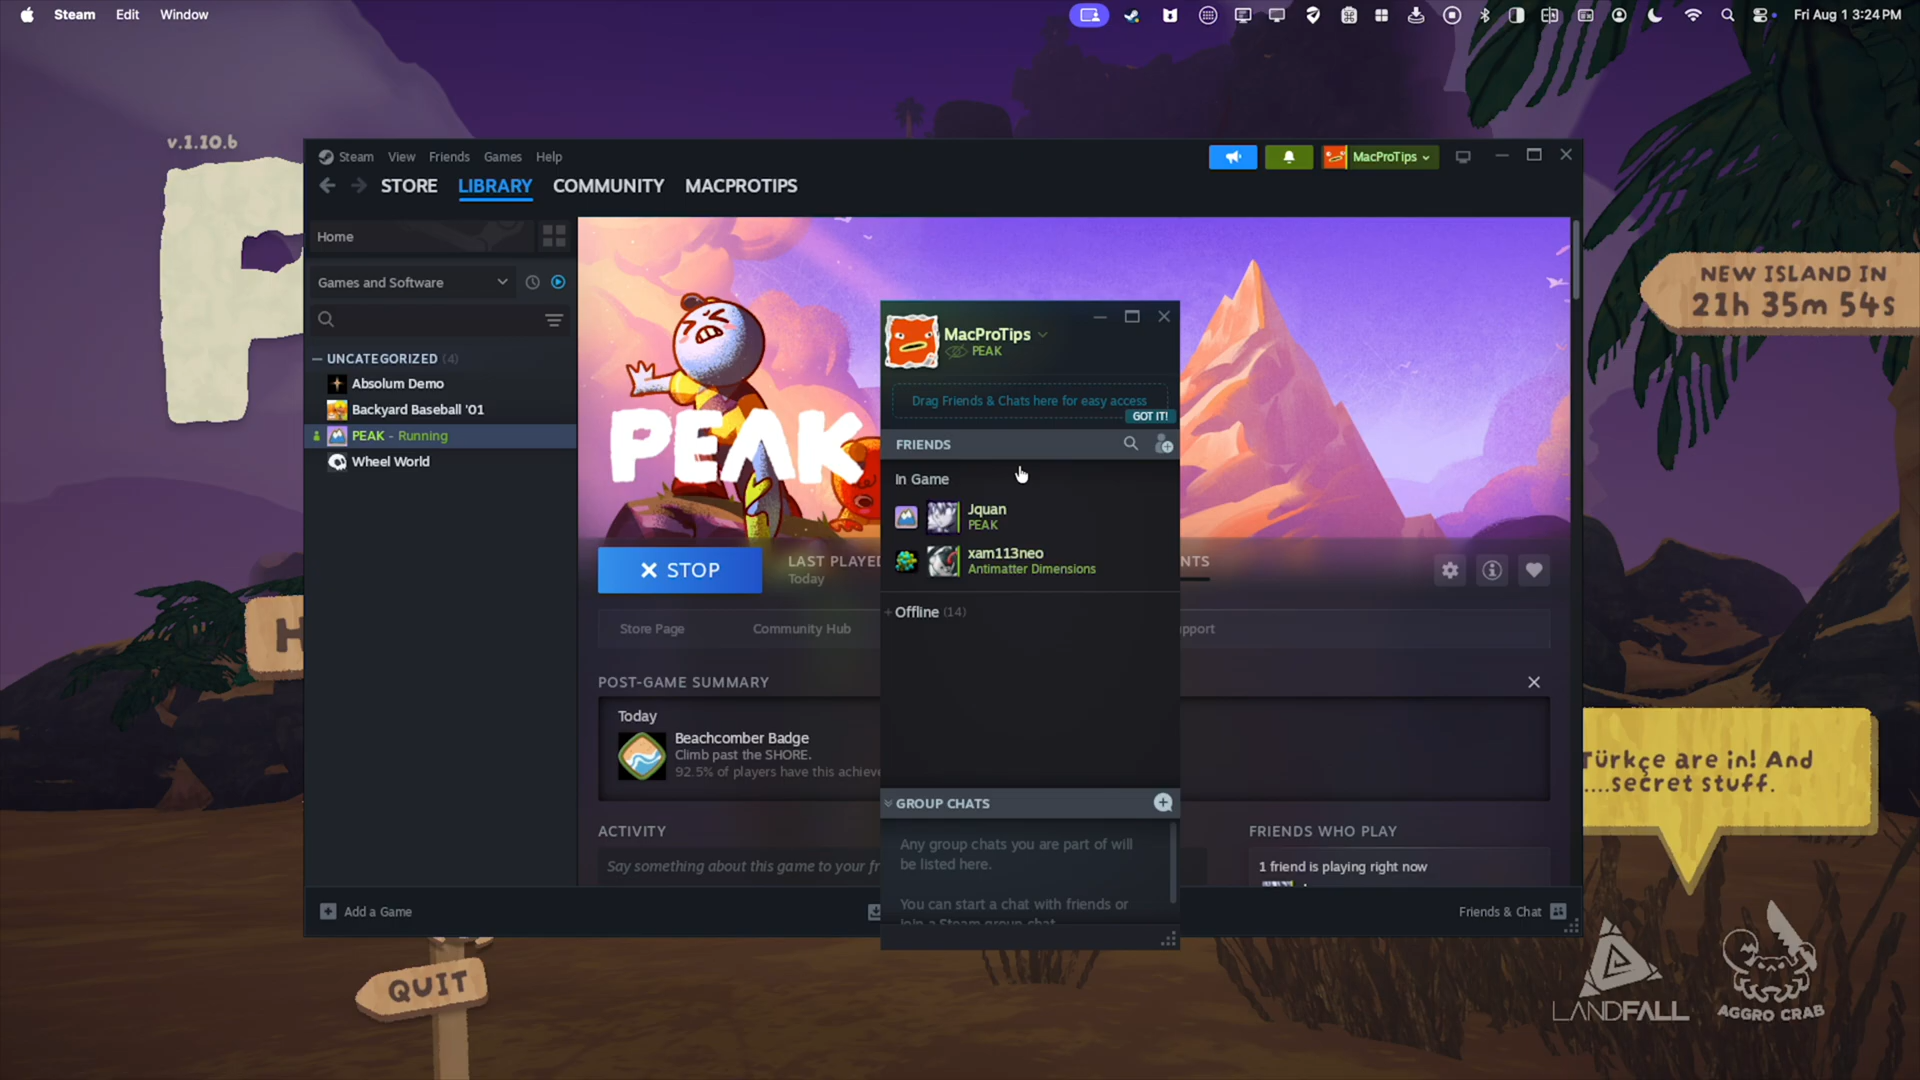 Steam Edit Window
Fri Aug 1 3:24 PM
v.1.10.b
P
Steam View Friends Games Help
MacProTips
STORE LIBRARY COMMUNITY MACPROTIPS
Home
Games and Software
UNCATEGORIZED (4)
Absolum Demo
Backyard Baseball '01
PEAK - Running
Wheel World
PEAK
NEW ISLAND IN
21h 35m 54s
MacProTips
PEAK
Drag Friends & Chats here for easy access
GOT IT!
FRIENDS
In Game
Jquan
PEAK
xam113neo
Antimatter Dimensions
Offline (14)
STOP
LAST PLAYED
Today
NTS
Store Page Community Hub
pport
POST-GAME SUMMARY
Today
Beachcomber Badge
Climb past the SHORE.
92.5% of players have this achieve
GROUP CHATS
Any group chats you are part of will
be listed here.
You can start a chat with friends or
join a Steam group chat
ACTIVITY
Say something about this game to your fr
FRIENDS WHO PLAY
1 friend is playing right now
Add a Game
Friends & Chat
Türkçe are in! And
....secret stuff.
H
QUIT
LANDFALL
AGGRO CRAB